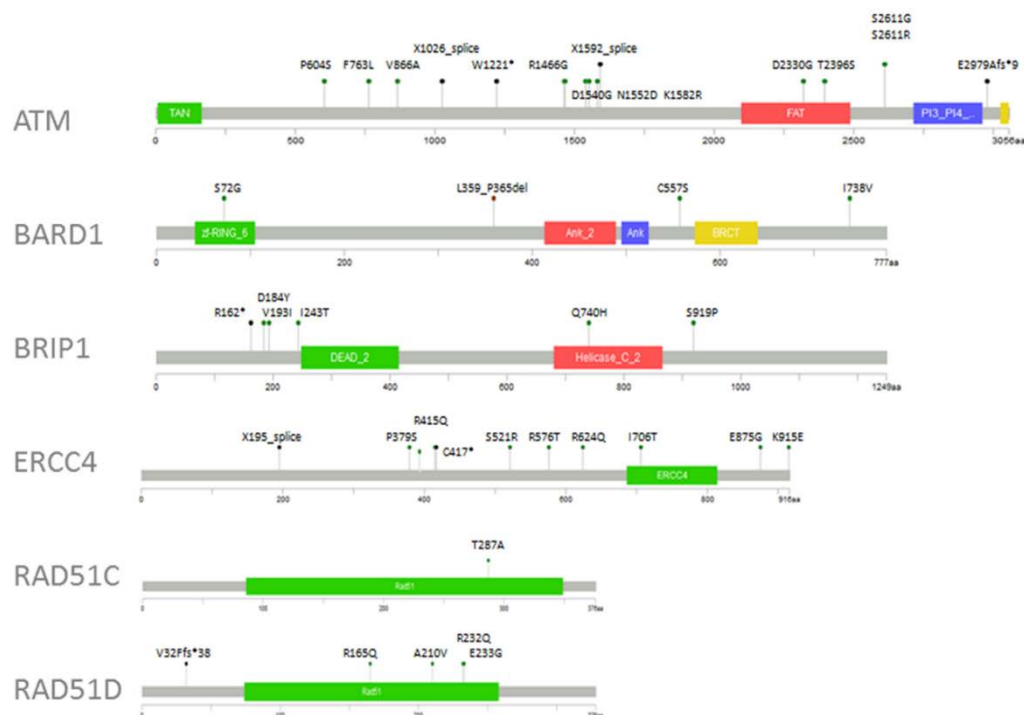 S2611G
S2611R
X1026_splice X1592_splice
P604S F763L V866A W1221* R1466G D2330G T2396S E2979Afs*9
D1540G N1552D K1582R
ATM
TAN FAT PI3_PI4_..
0 500 1000 1500 2000 2500 3056aa
S72G L359_P365del C557S I738V
BARD1
zf-RING_5 Ank_2 Ank BRCT
0 200 400 600 777aa
D184Y
R162* V193I I243T Q740H S919P
BRIP1
DEAD_2 Helicase_C_2
0 200 400 600 800 1000 1249aa
R415Q
X195_splice P379S C417* S521R R576T R624Q I706T E875G K915E
ERCC4
ERCC4
0 200 400 600 800 916aa
T287A
RAD51C
Rad51
0 100 200 300 376aa
R232Q
V32Ffs*38 R165Q A210V E233G
RAD51D
Rad51